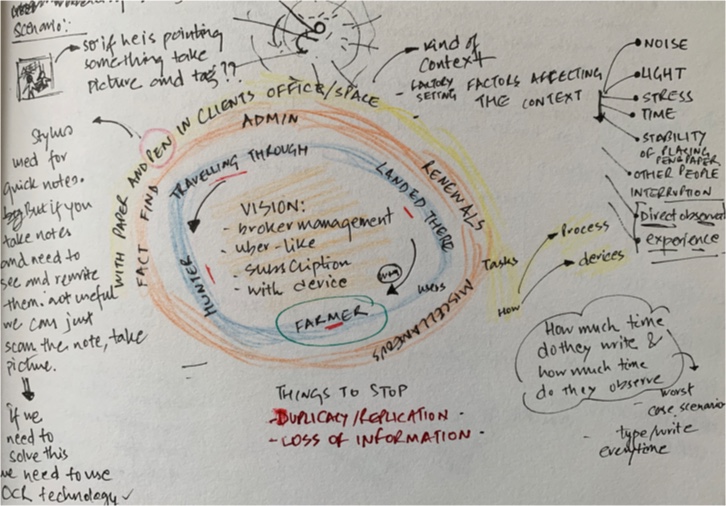 Scenario:
so if he is pointing
something take
picture and tag??
kind of
Context
FACTORY
SETTING
FACTORS AFFECTING
THE CONTEXT
NOISE
LIGHT
STRESS
TIME
STABILITY
OF PLACING
PEN PAPER
OTHER PEOPLE
INTERRUPTION
Direct observa
experience
Stylus
used for
quick notes.
But if you
take notes
and need to
see and rewrite
them. not useful
we can just
scan the note, take
picture.
If we
need to
solve this
we need to use
OCR technology ✓
WITH PAPER AND PEN IN CLIENTS OFFICE/SPACE
FACT FIND
ADMIN
RENEWALS
MISCELLANEOUS
HUNTER
TRAVELLING THROUGH
LANDED THERE
FARMER
VISION:
- broker management
- uber-like
- subscription
- with device
users
Tasks
How
Process
devices
How much time
do they write &
how much time
do they observe
worst
case scenario
- type/write
everytime
THINGS TO STOP
- DUPLICACY/REPLICATION -
- LOSS OF INFORMATION -